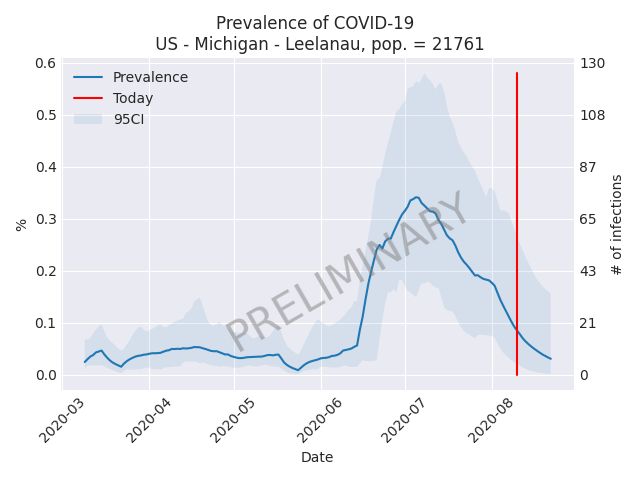 Prevalence of COVID-19
US - Michigan - Leelanau, pop. = 21761
Prevalence
Today
95CI
PRELIMINARY
0.6
0.5
0.4
0.3
0.2
0.1
0.0
%
130
108
87
65
43
21
0
# of infections
2020-03
2020-04
2020-05
2020-06
2020-07
2020-08
Date